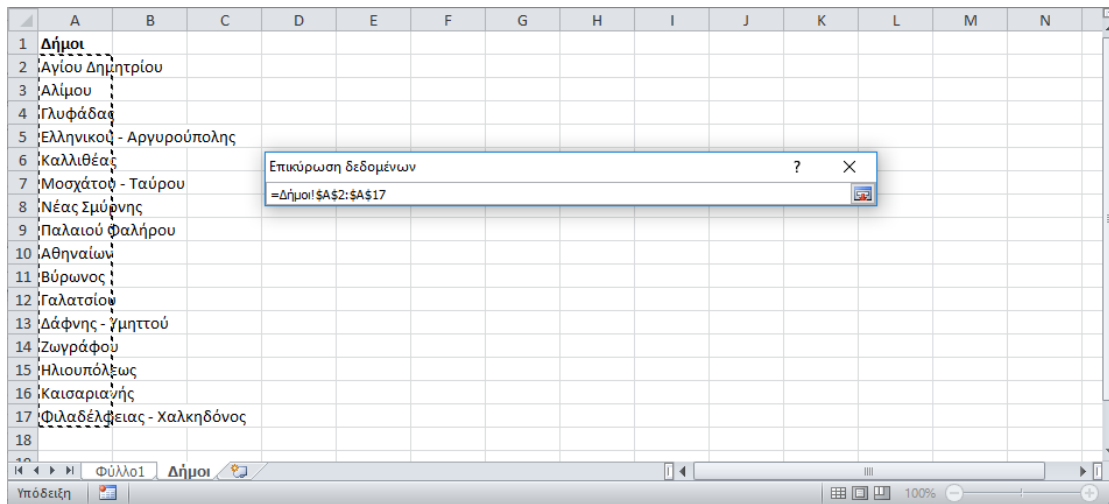 A B C D E F G H I J K L M N
1 Δήμοι
2 Αγίου Δημητρίου
3 Αλίμου
4 Γλυφάδας
5 Ελληνικού - Αργυρούπολης
Επικύρωση δεδομένων ? X
6 Καλλιθέας
7 Μοσχάτου - Ταύρου
=Δήμοι!$A$2:$A$17
8 Νέας Σμύρνης
9 Παλαιού Φαλήρου
10 Αθηναίων
11 Βύρωνος
12 Γαλατσίου
13 Δάφνης - Υμηττού
14 Ζωγράφου
15 Ηλιουπόλεως
16 Καισαριανής
17 Φιλαδέλφειας - Χαλκηδόνος
18
Φύλλο1 Δήμοι
Υπόδειξη 100%